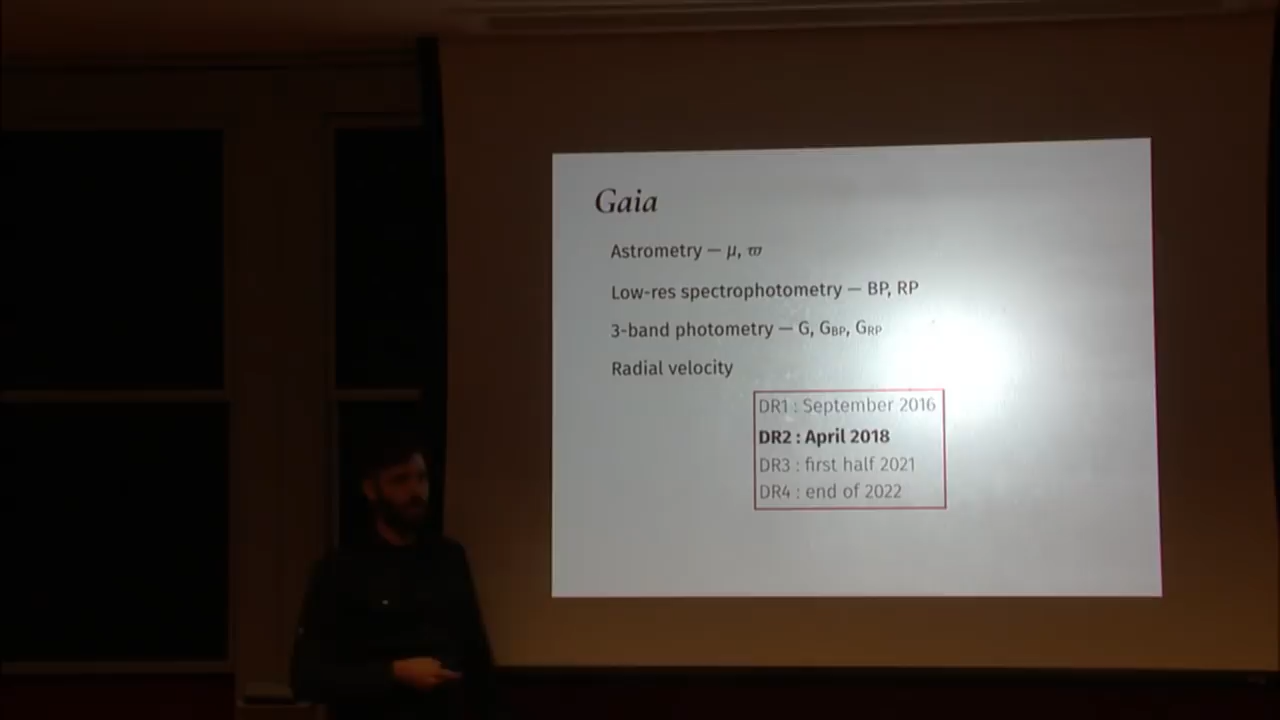 Gaia
Astrometry — μ, ϖ
Low-res spectrophotometry — BP, RP
3-band photometry — G, GBP, GRP
Radial velocity
DR1 : September 2016
DR2 : April 2018
DR3 : first half 2021
DR4 : end of 2022